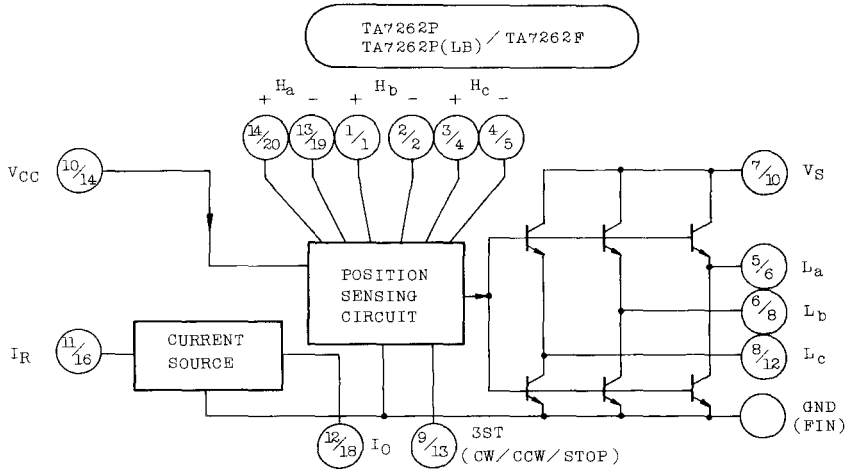 TA7262P
TA7262P(LB) / TA7262F
Ha Hb Hc
+ − + − + −
14/20 13/19 1/1 2/2 3/4 4/5
VCC 10/14
7/10 VS
POSITION
SENSING
CIRCUIT
5/6 La
6/8 Lb
8/12 Lc
IR 11/16
CURRENT
SOURCE
GND
(FIN)
12/18 IO
9/13 3ST
(CW/CCW/STOP)